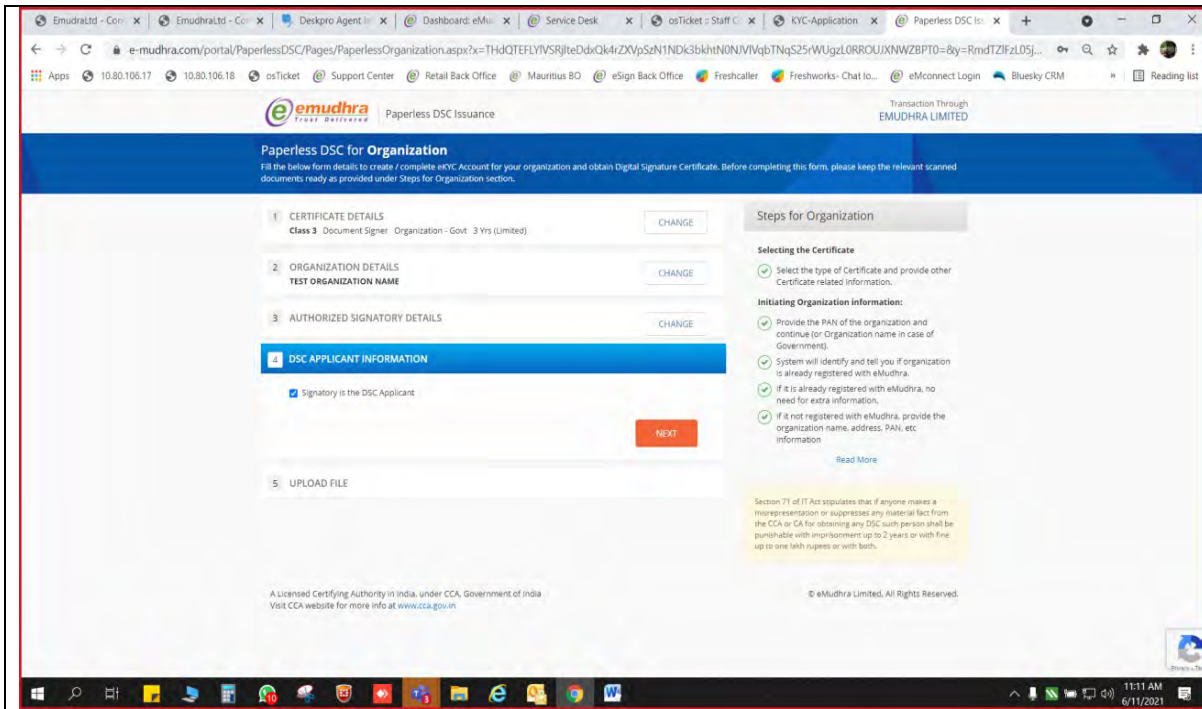 EmudraLtd - Con
EmudhraLtd - Co
Deskpro Agent I
Dashboard: eMu
Service Desk
osTicket :: Staff C
KYC-Application
Paperless DSC Iss
Apps
10.80.106.17
10.80.106.18
osTicket
Support Center
Retail Back Office
Mauritius BO
eSign Back Office
Freshcaller
Freshworks- Chat lo...
eMconnect Login
Bluesky CRM
»
Reading list
emudhra
Trust Delivered
Paperless DSC Issuance
Transaction Through
EMUDHRA LIMITED
Paperless DSC for Organization
Fill the below form details to create / complete eKYC Account for your organization and obtain Digital Signature Certificate. Before completing this form, please keep the relevant scanned
documents ready as provided under Steps for Organization section.
1 CERTIFICATE DETAILS
Class 3 Document Signer Organization - Govt 3 Yrs (Limited)
CHANGE
2 ORGANIZATION DETAILS
TEST ORGANIZATION NAME
CHANGE
3 AUTHORIZED SIGNATORY DETAILS
CHANGE
4 DSC APPLICANT INFORMATION
Signatory is the DSC Applicant
NEXT
5 UPLOAD FILE
Steps for Organization
Selecting the Certificate
Select the type of Certificate and provide other
Certificate related information.
Initiating Organization information:
Provide the PAN of the organization and
continue (or Organization name in case of
Government).
System will identify and tell you if organization
is already registered with eMudhra.
If it is already registered with eMudhra, no
need for extra information.
If it not registered with eMudhra, provide the
organization name, address, PAN, etc
information
Read More
Section 71 of IT Act stipulates that if anyone makes a
misrepresentation or suppresses any material fact from
the CCA or CA for obtaining any DSC such person shall be
punishable with imprisonment up to 2 years or with fine
up to one lakh rupees or with both.
A Licensed Certifying Authority in India, under CCA, Government of India
Visit CCA website for more info at www.cca.gov.in
© eMudhra Limited. All Rights Reserved.
11:11 AM
6/11/2021